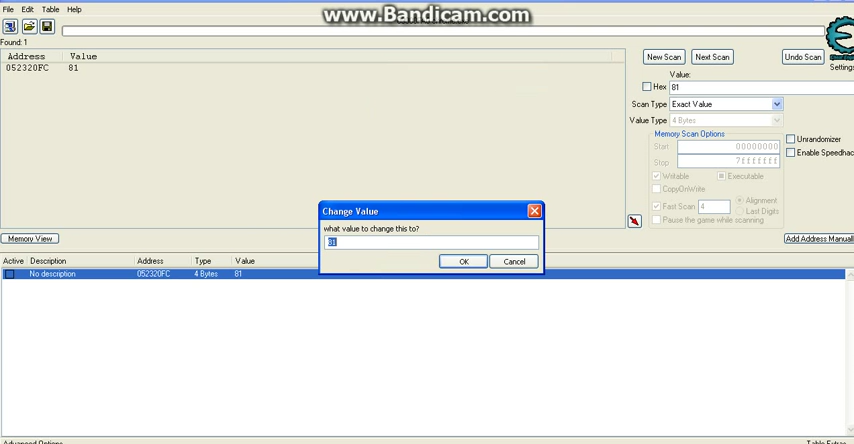 www.Bandicam.com
File Edit Table Help
Found: 1
Address Value
052320FC 81
New Scan Next Scan Undo Scan
Settings
Value:
Hex 81
Scan Type Exact Value
Value Type 4 Bytes
Memory Scan Options
Start 00000000
Stop 7fffffff
Unrandomizer
Enable Speedhac
Writable Executable
CopyOnWrite
Fast Scan 4 Alignment
Last Digits
Pause the game while scanning
Memory View
Add Address Manuall
Change Value
what value to change this to?
81
OK Cancel
Active Description Address Type Value
No description 052320FC 4 Bytes 81
Advanced Options
Table Extras